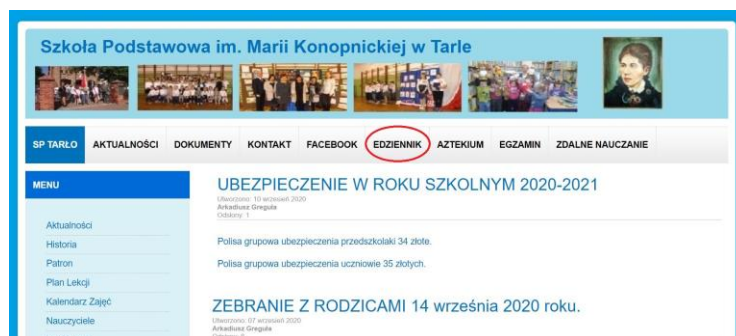 Szkoła Podstawowa im. Marii Konopnickiej w Tarle
SP TARŁO AKTUALNOŚCI DOKUMENTY KONTAKT FACEBOOK EDZIENNIK AZTEKIUM EGZAMIN ZDALNE NAUCZANIE
MENU
Aktualności
Historia
Patron
Plan Lekcji
Kalendarz Zajęć
Nauczyciele
UBEZPIECZENIE W ROKU SZKOLNYM 2020-2021
Utworzono: 10 wrzesień 2020
Arkadiusz Greguła
Odsłony: 1
Polisa grupowa ubezpieczenia przedszkolaki 34 złote.
Polisa grupowa ubezpieczenia uczniowie 35 złotych.
ZEBRANIE Z RODZICAMI 14 września 2020 roku.
Utworzono: 07 wrzesień 2020
Arkadiusz Greguła